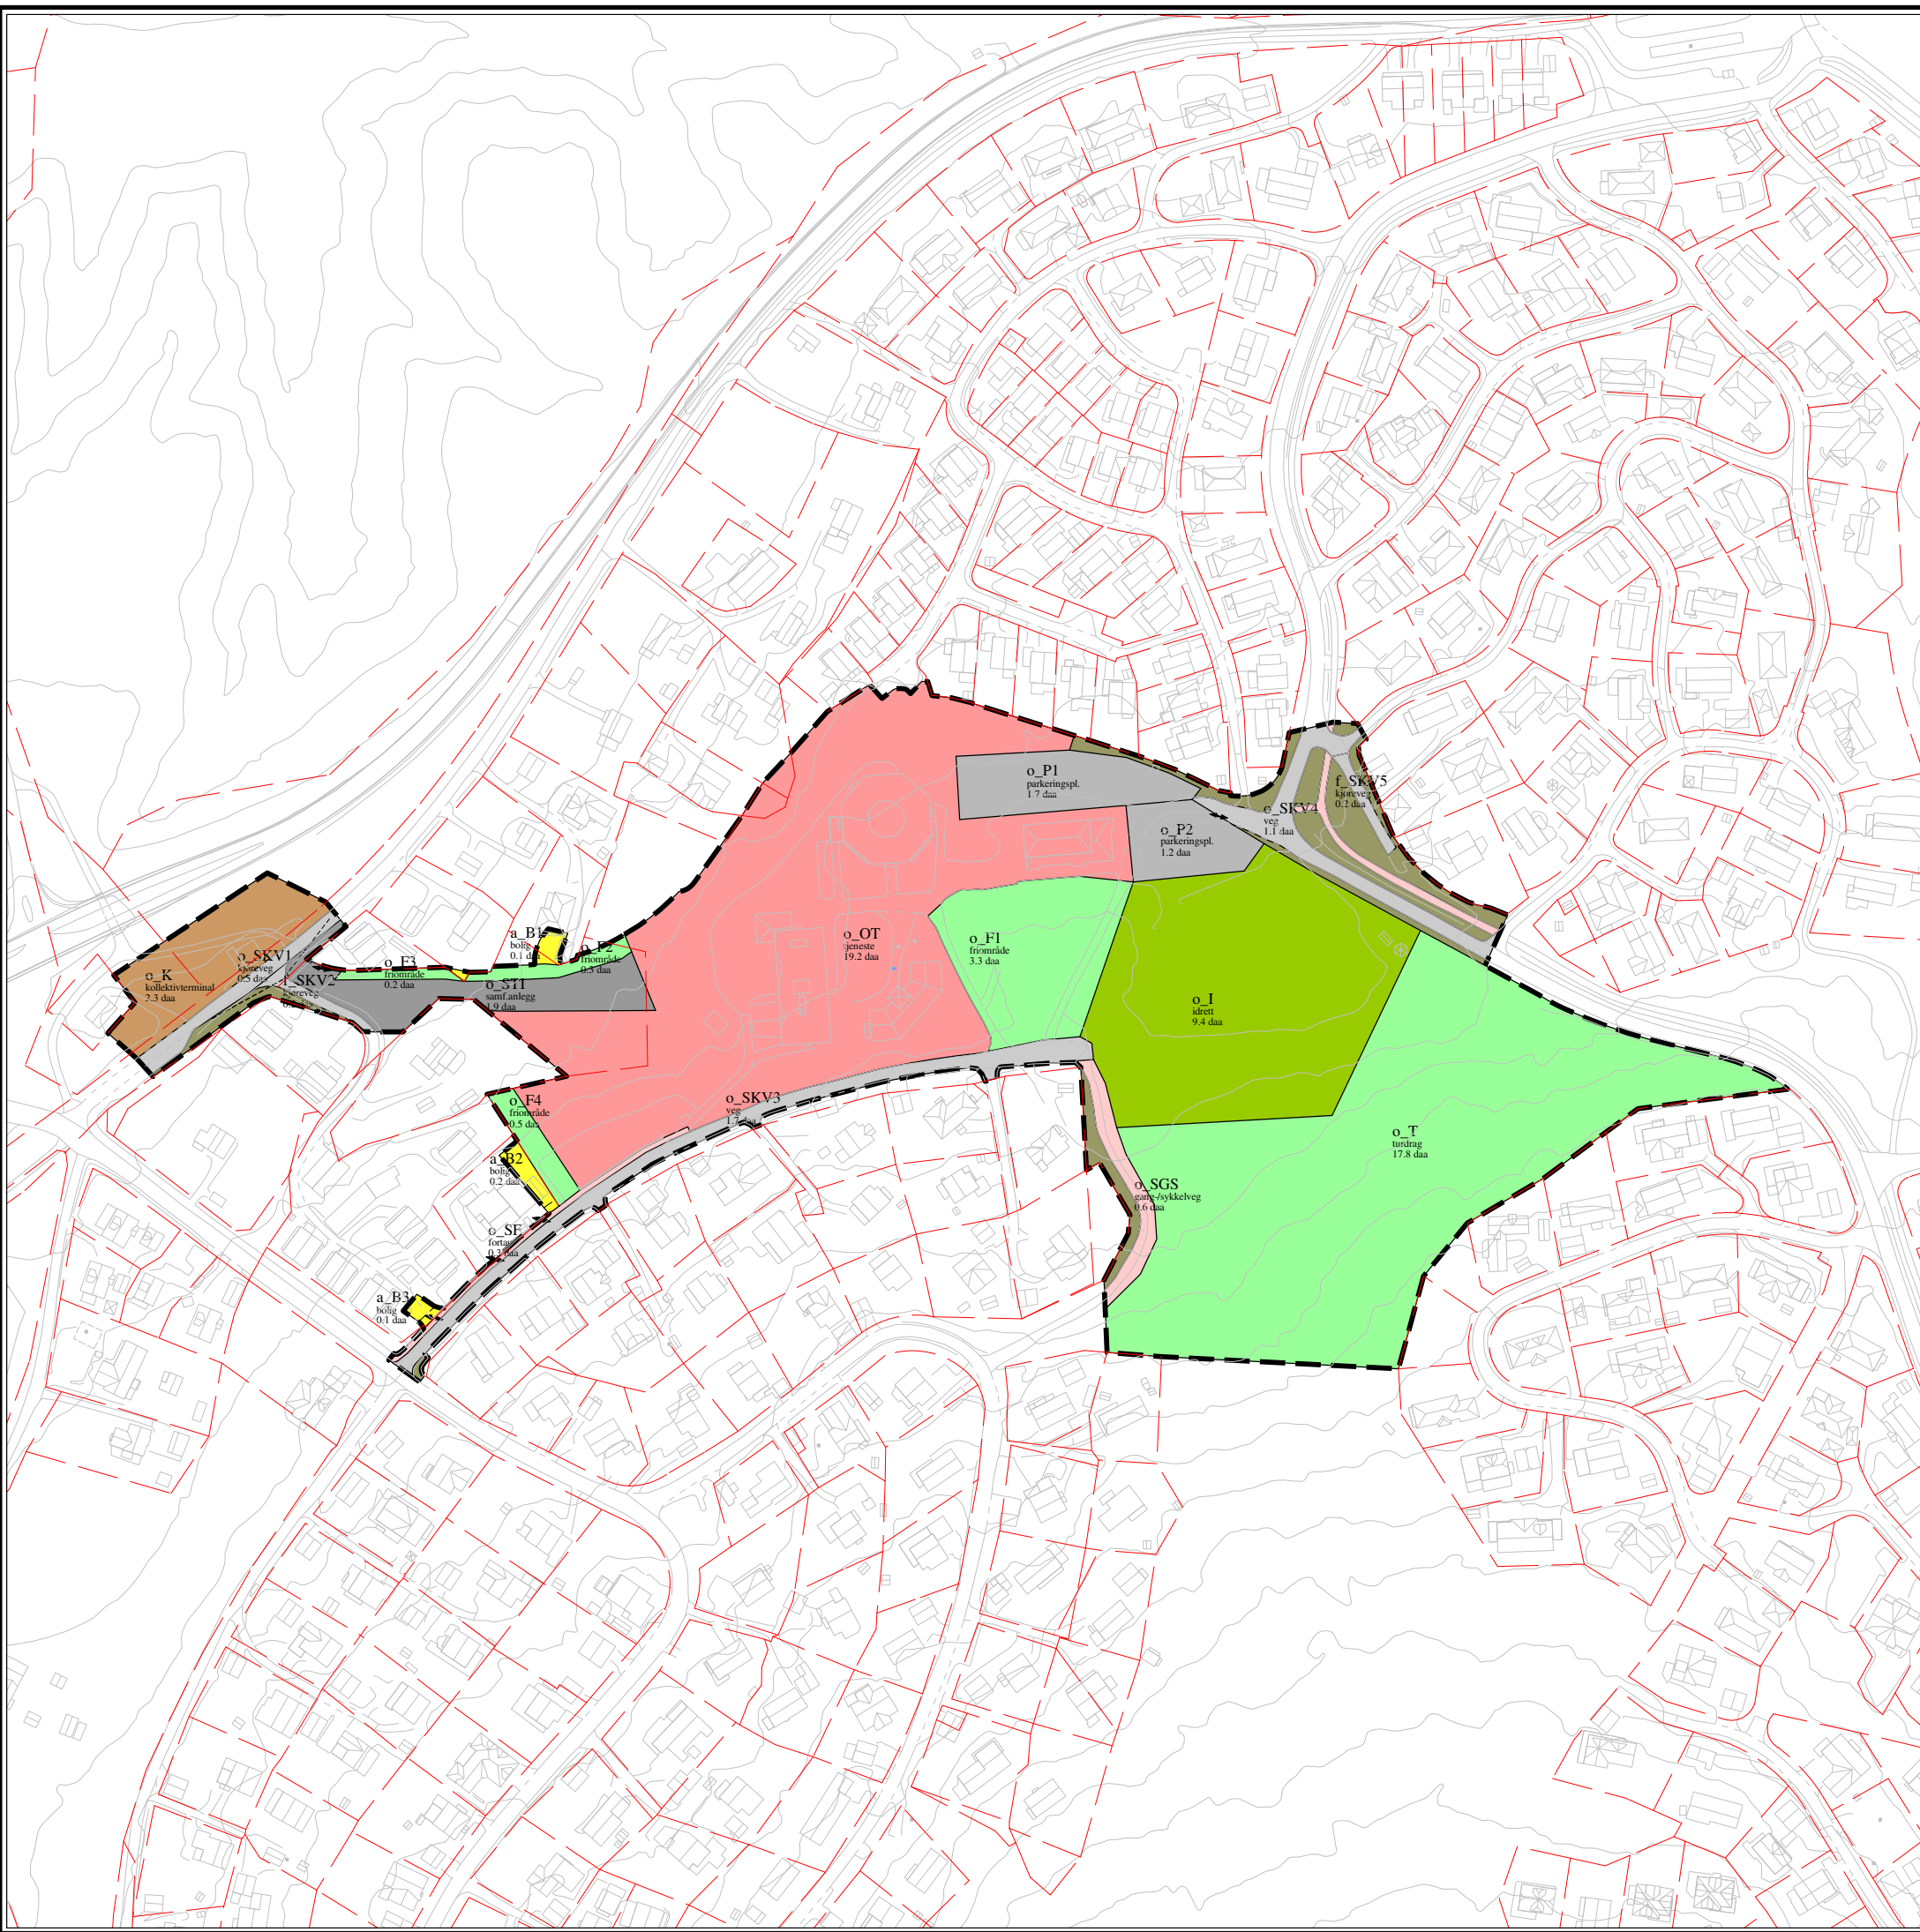 o_P1
parkeringspl.
1.7 daa
f_SKV5
kjøreveg
0.2 daa
o_SKV4
veg
1.1 daa
o_P2
parkeringspl.
1.2 daa
a_B1
bolig
0.1 daa
o_F2
friområde
0.3 daa
o_OT
tjeneste
19.2 daa
o_F1
friområde
3.3 daa
o_SKV1
kjøreveg
0.5 daa
o_F3
friområde
0.2 daa
o_K
kollektivterminal
2.3 daa
f_SKV2
kjøreveg
o_STI
samf.anlegg
1.9 daa
o_I
idrett
9.4 daa
o_F4
friområde
0.5 daa
o_SKV3
veg
1.7 daa
o_T
turdrag
17.8 daa
a_B2
bolig
0.2 daa
o_SGS
gang-/sykkelveg
0.6 daa
o_SF
fortau
0.3 daa
a_B3
bolig
0.1 daa